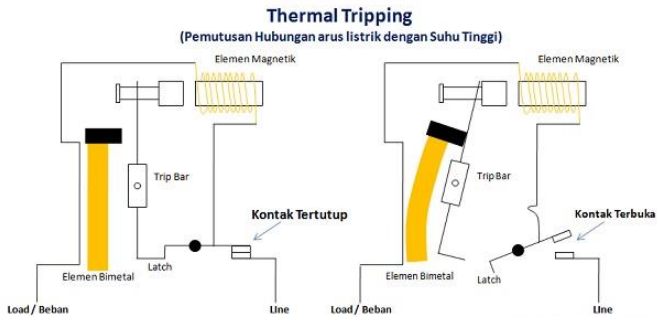 Thermal Tripping
(Pemutusan Hubungan arus listrik dengan Suhu Tinggi)
Elemen Magnetik
Trip Bar
Kontak Tertutup
Latch
Elemen Bimetal
Load / Beban
LIne
Elemen Magnetik
Trip Bar
Kontak Terbuka
Latch
Elemen Bimetal
Load / Beban
LIne